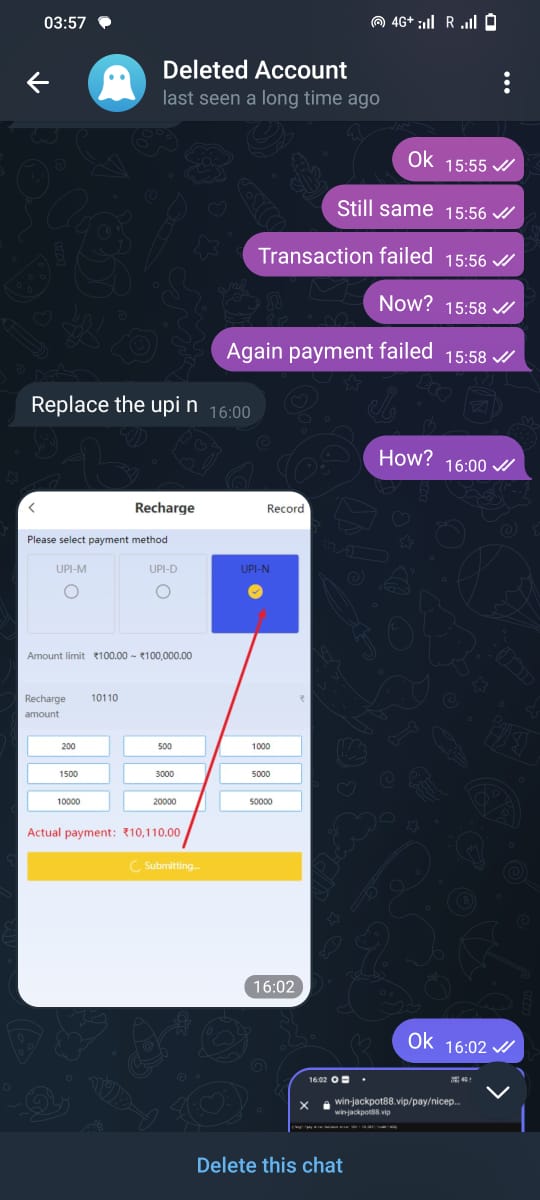 03:57
4G+
R
Deleted Account
last seen a long time ago
Ok 15:55
Still same 15:56
Transaction failed 15:56
Now? 15:58
Again payment failed 15:58
Replace the upi n 16:00
How? 16:00
Recharge
Record
Please select payment method
UPI-M
UPI-D
UPI-N
Amount limit ₹100.00 ~ ₹100,000.00
Recharge amount
10110
₹
200
500
1000
1500
3000
5000
10000
20000
50000
Actual payment: ₹10,110.00
Submitting...
16:02
Ok 16:02
16:02
win-jackpot88.vip/pay/nicep...
win-jackpot88.vip
Delete this chat